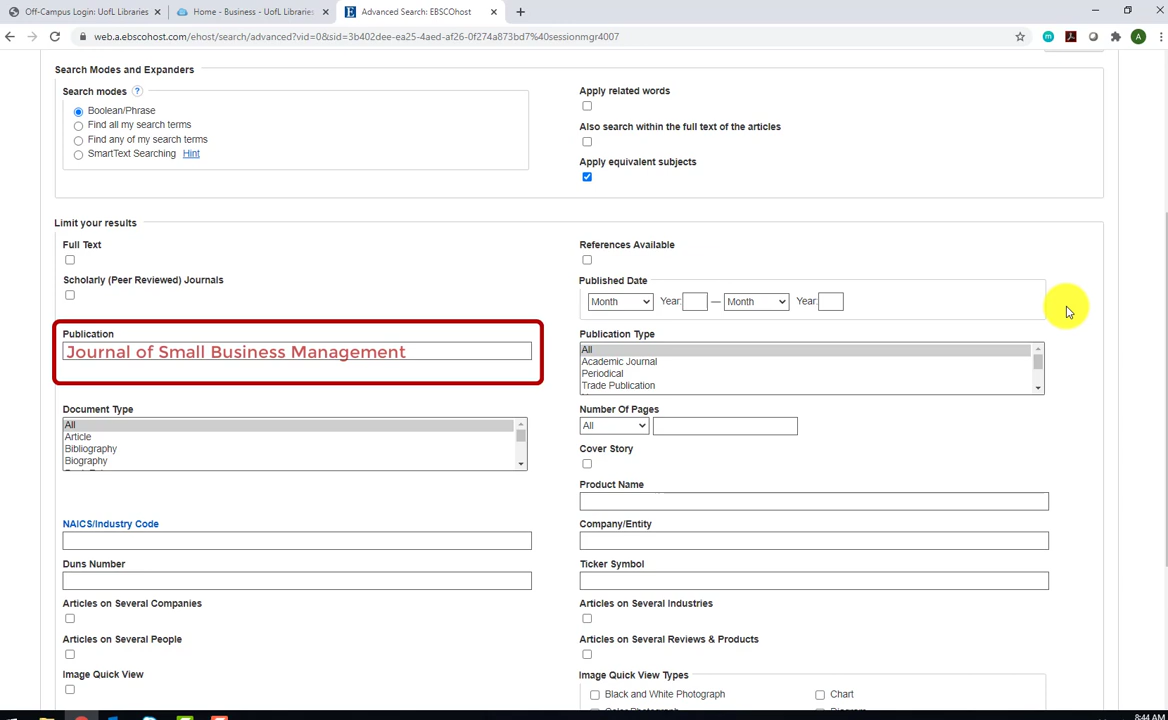 Off-Campus Login: UofL Libraries
Home - Business - UofL Libraries
Advanced Search: EBSCOhost
web.a.ebscohost.com/ehost/search/advanced?vid=0&sid=3b402dee-ea25-4aed-af26-0f274a873bd7%40sessionmgr4007
A
Search Modes and Expanders
Search modes ?
Boolean/Phrase
Find all my search terms
Find any of my search terms
SmartText Searching Hint
Apply related words
Also search within the full text of the articles
Apply equivalent subjects
Limit your results
Full Text
References Available
Scholarly (Peer Reviewed) Journals
Published Date
Month Year: — Month Year:
Publication
Journal of Small Business Management
Publication Type
All
Academic Journal
Periodical
Trade Publication
Document Type
All
Article
Bibliography
Biography
Number Of Pages
All
Cover Story
Product Name
NAICS/Industry Code
Company/Entity
Duns Number
Ticker Symbol
Articles on Several Companies
Articles on Several Industries
Articles on Several People
Articles on Several Reviews & Products
Image Quick View
Image Quick View Types
Black and White Photograph
Chart
8:44 AM